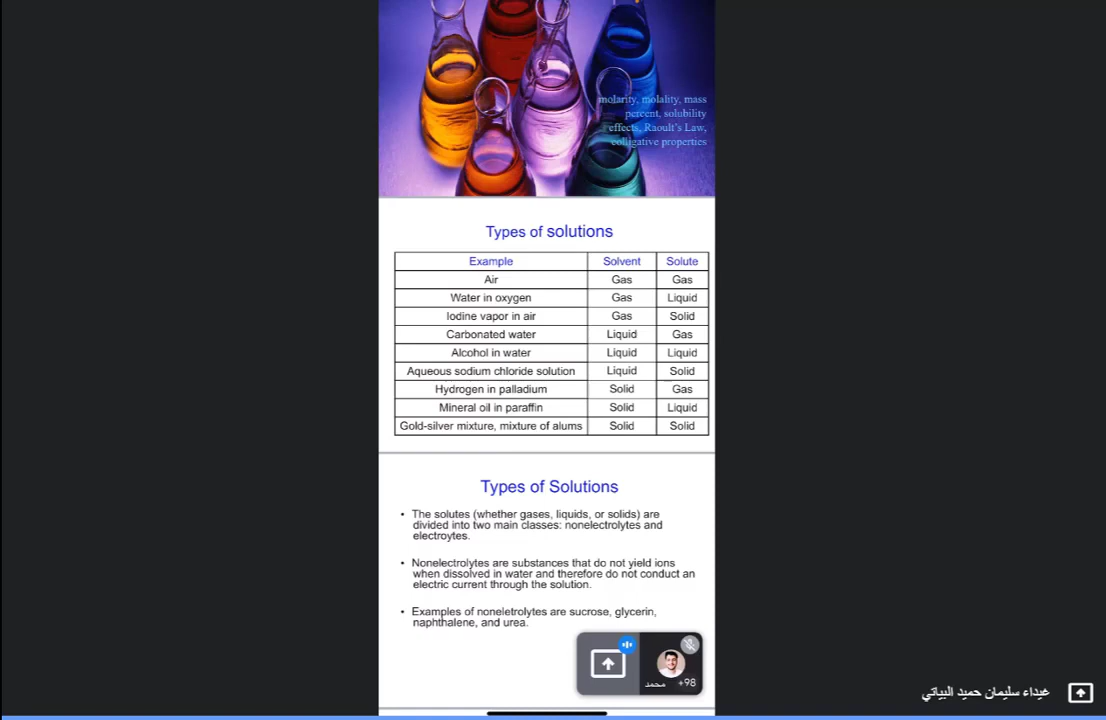 molarity, molality, mass
percent, solubility
effects, Raoult's Law,
colligative properties
Types of solutions
Example Solvent Solute
Air Gas Gas
Water in oxygen Gas Liquid
Iodine vapor in air Gas Solid
Carbonated water Liquid Gas
Alcohol in water Liquid Liquid
Aqueous sodium chloride solution Liquid Solid
Hydrogen in palladium Solid Gas
Mineral oil in paraffin Solid Liquid
Gold-silver mixture, mixture of alums Solid Solid
Types of Solutions
• The solutes (whether gases, liquids, or solids) are
divided into two main classes: nonelectrolytes and
electroytes.
• Nonelectrolytes are substances that do not yield ions
when dissolved in water and therefore do not conduct an
electric current through the solution.
• Examples of noneletrolytes are sucrose, glycerin,
naphthalene, and urea.
محمد +98
غيداء سليمان حميد البياتي